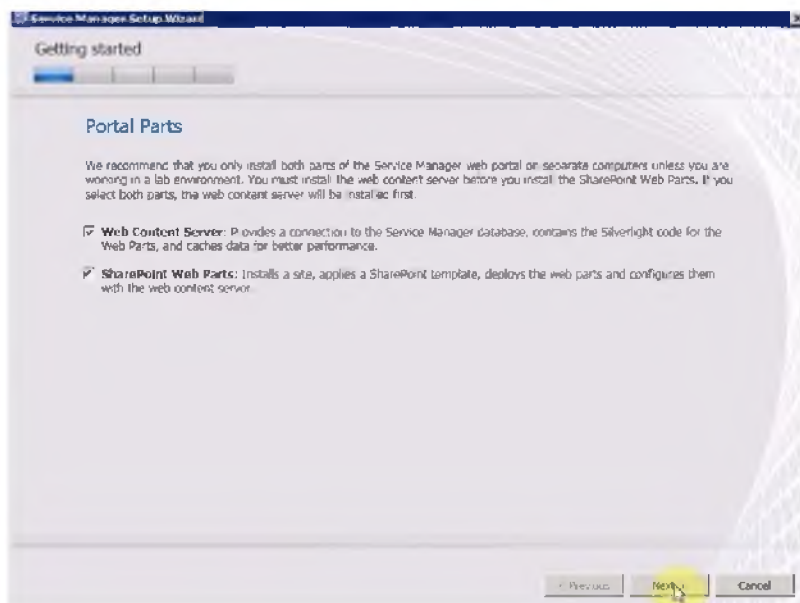 Service Manager Setup Wizard
Getting started
Portal Parts
We recommend that you only install both parts of the Service Manager web portal on separate computers unless you are
working in a lab environment. You must install the web content server before you install the SharePoint Web Parts. If you
select both parts, the web content server will be installed first.
Web Content Server: Provides a connection to the Service Manager database, contains the Silverlight code for the
Web Parts, and caches data for better performance.
SharePoint Web Parts: Installs a site, applies a SharePoint template, deploys the web parts and configures them
with the web content server.
< Previous Next Cancel